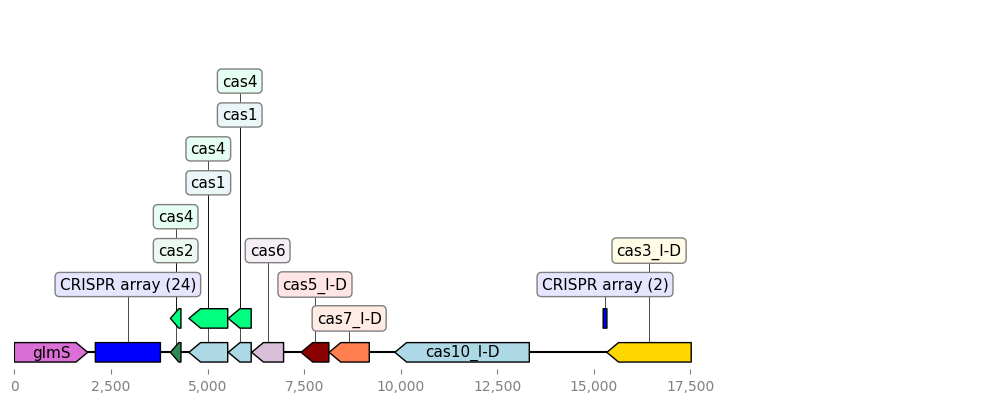 cas4
cas1
cas4
cas1
cas4
cas2
cas6
cas3_I-D
CRISPR array (24)
cas5_I-D
CRISPR array (2)
cas7_I-D
glmS
cas10_I-D
0
2,500
5,000
7,500
10,000
12,500
15,000
17,500